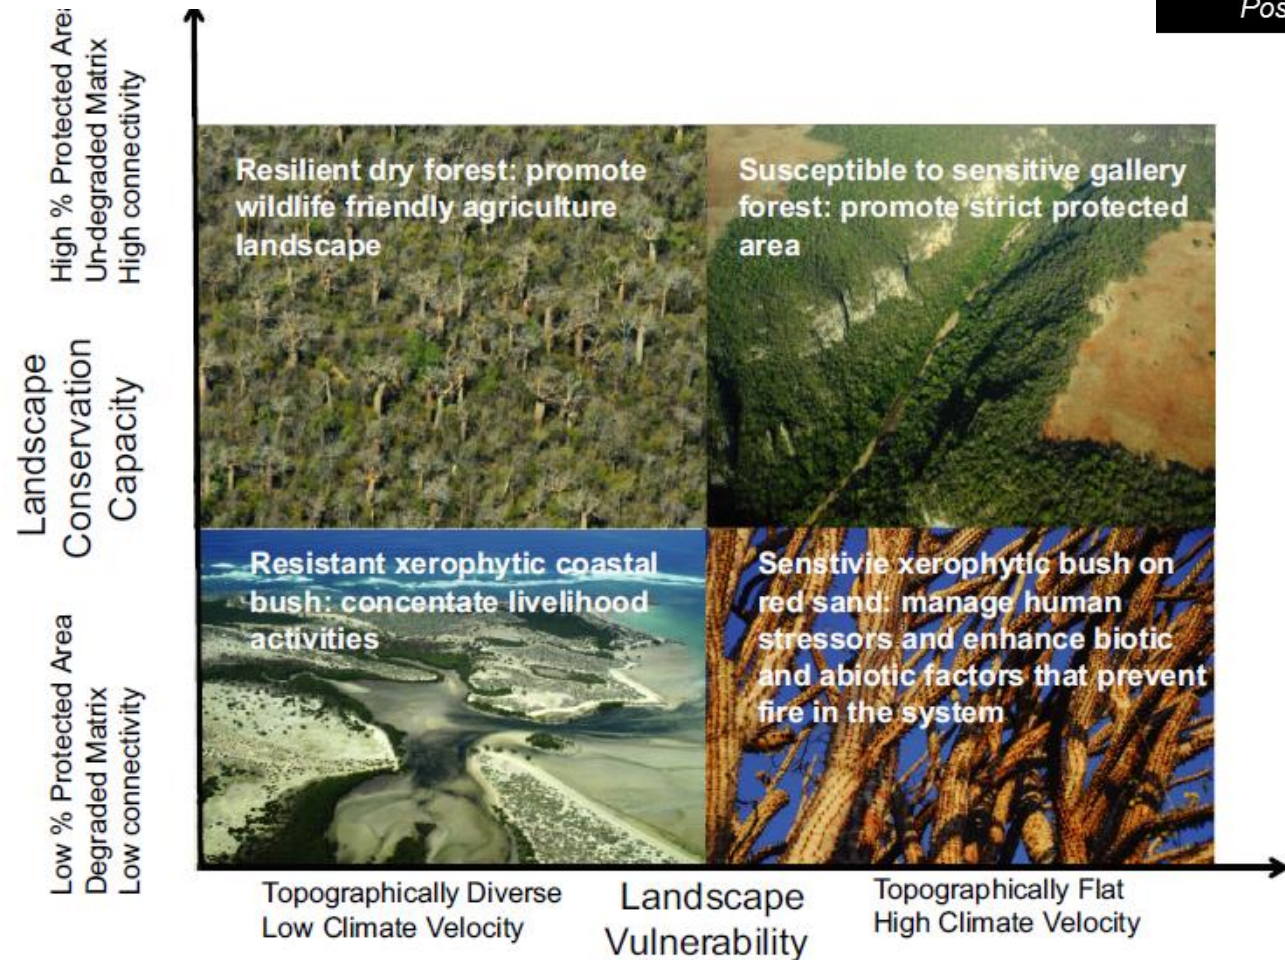 Pos
High % Protected Area
Un-degraded Matrix
High connectivity
Resilient dry forest: promote
wildlife friendly agriculture
landscape
Susceptible to sensitive gallery
forest: promote strict protected
area
Landscape
Conservation
Capacity
Resistant xerophytic coastal
bush: concentate livelihood
activities
Senstivie xerophytic bush on
red sand: manage human
stressors and enhance biotic
and abiotic factors that prevent
fire in the system
Low % Protected Area
Degraded Matrix
Low connectivity
Topographically Diverse
Low Climate Velocity
Landscape
Vulnerability
Topographically Flat
High Climate Velocity